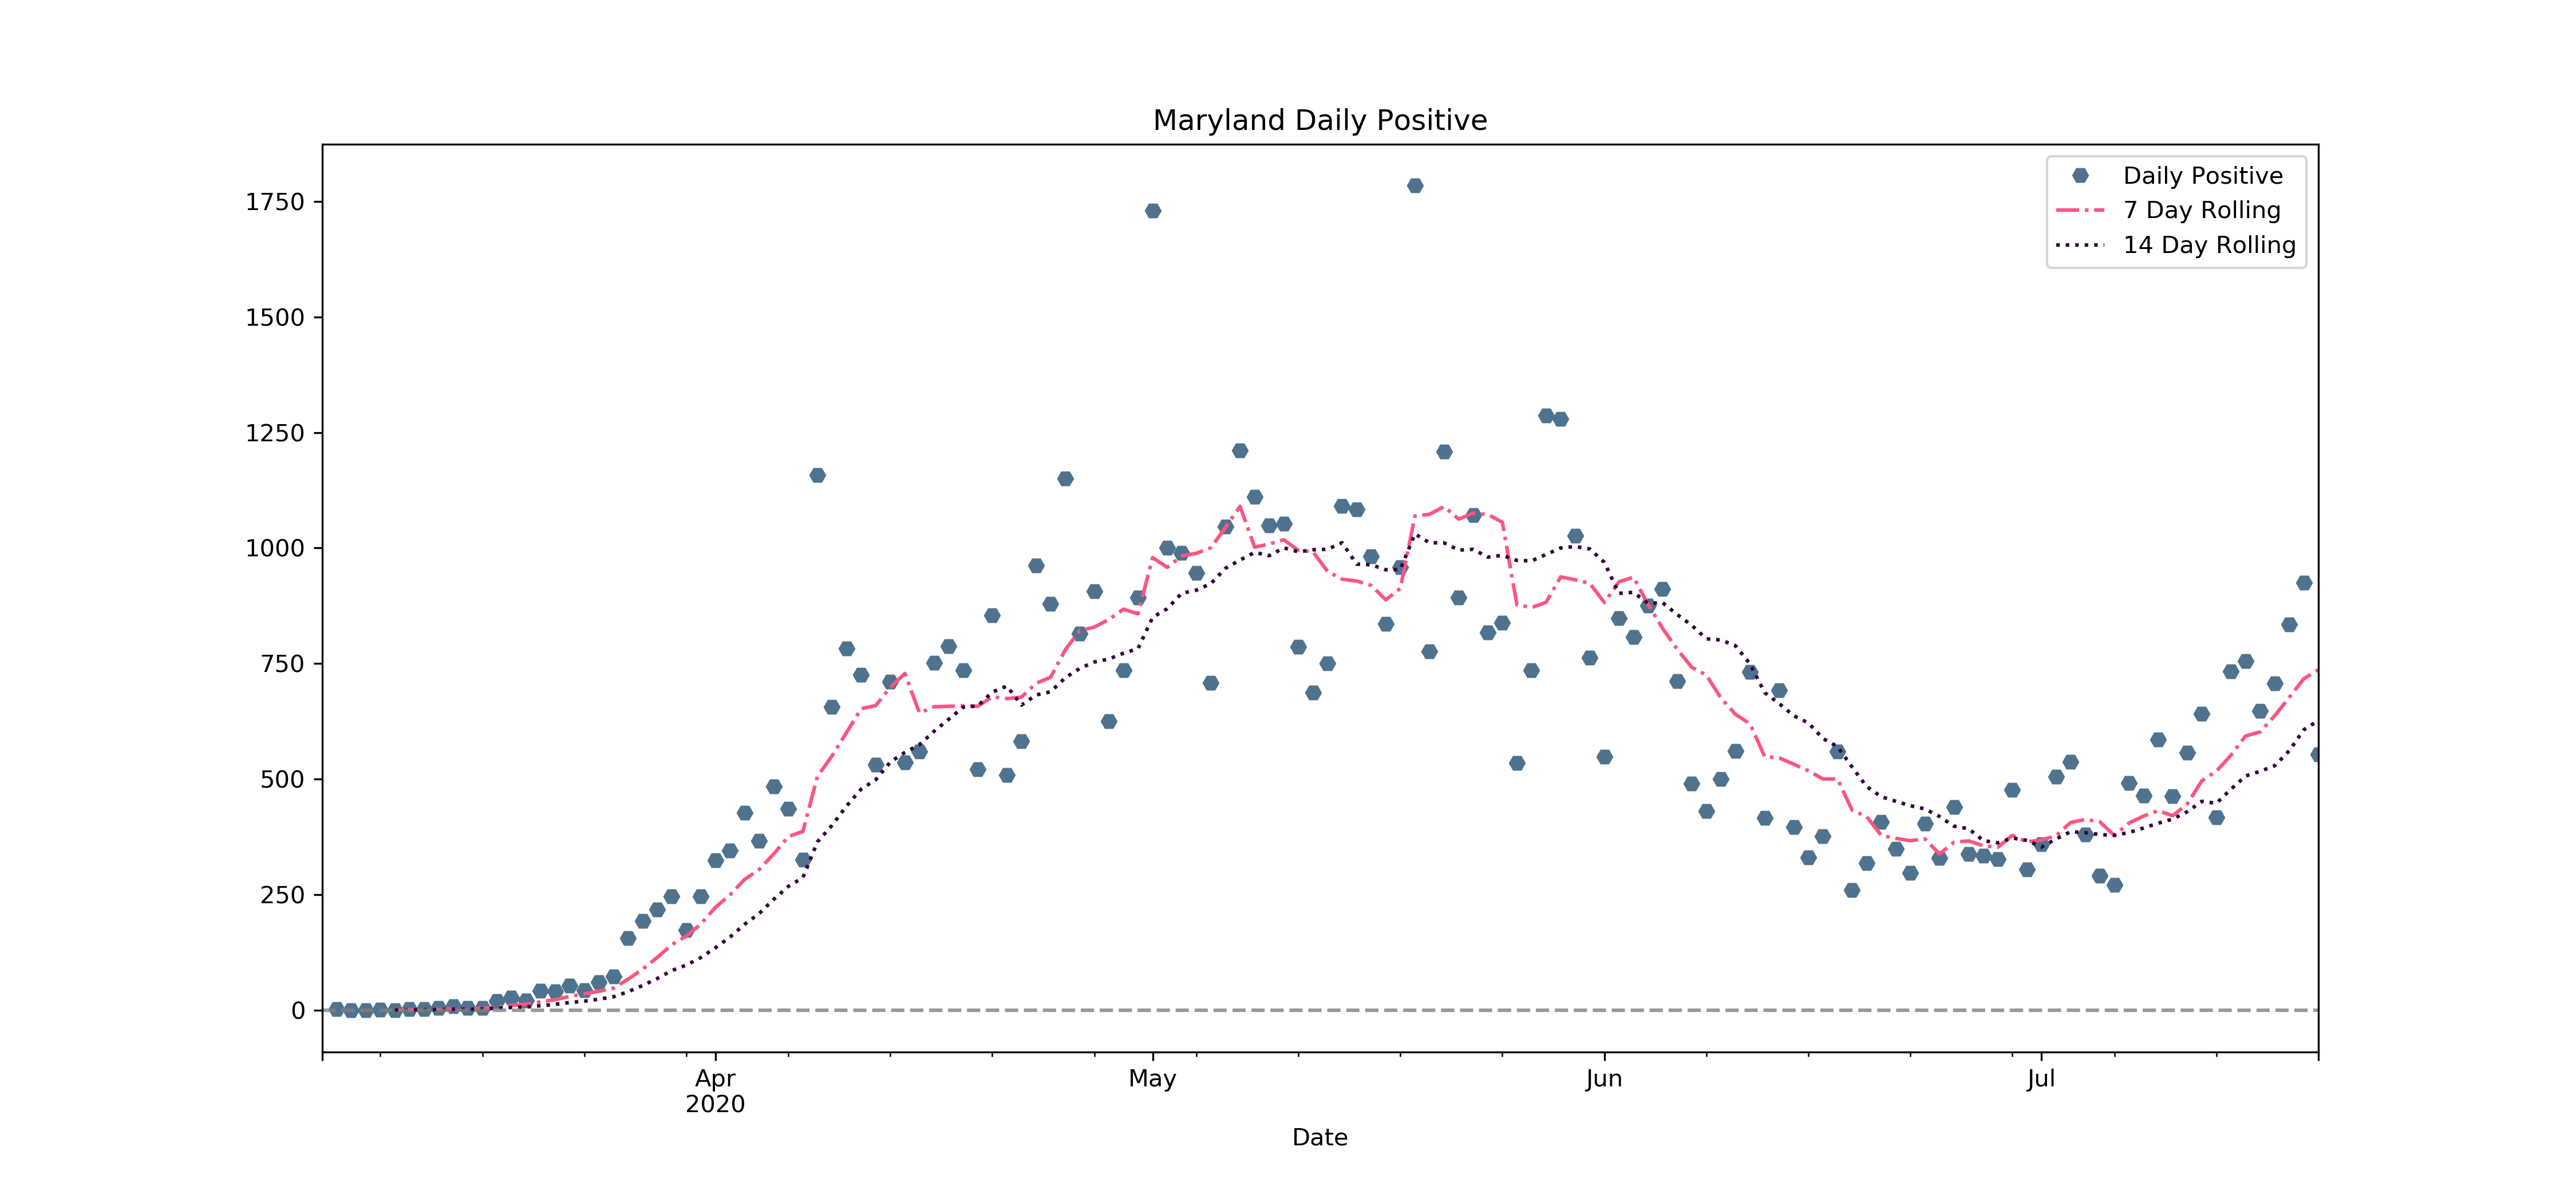 Maryland Daily Positive
Daily Positive
7 Day Rolling
14 Day Rolling
1750
1500
1250
1000
750
500
250
0
Apr
2020
May
Jun
Jul
Date